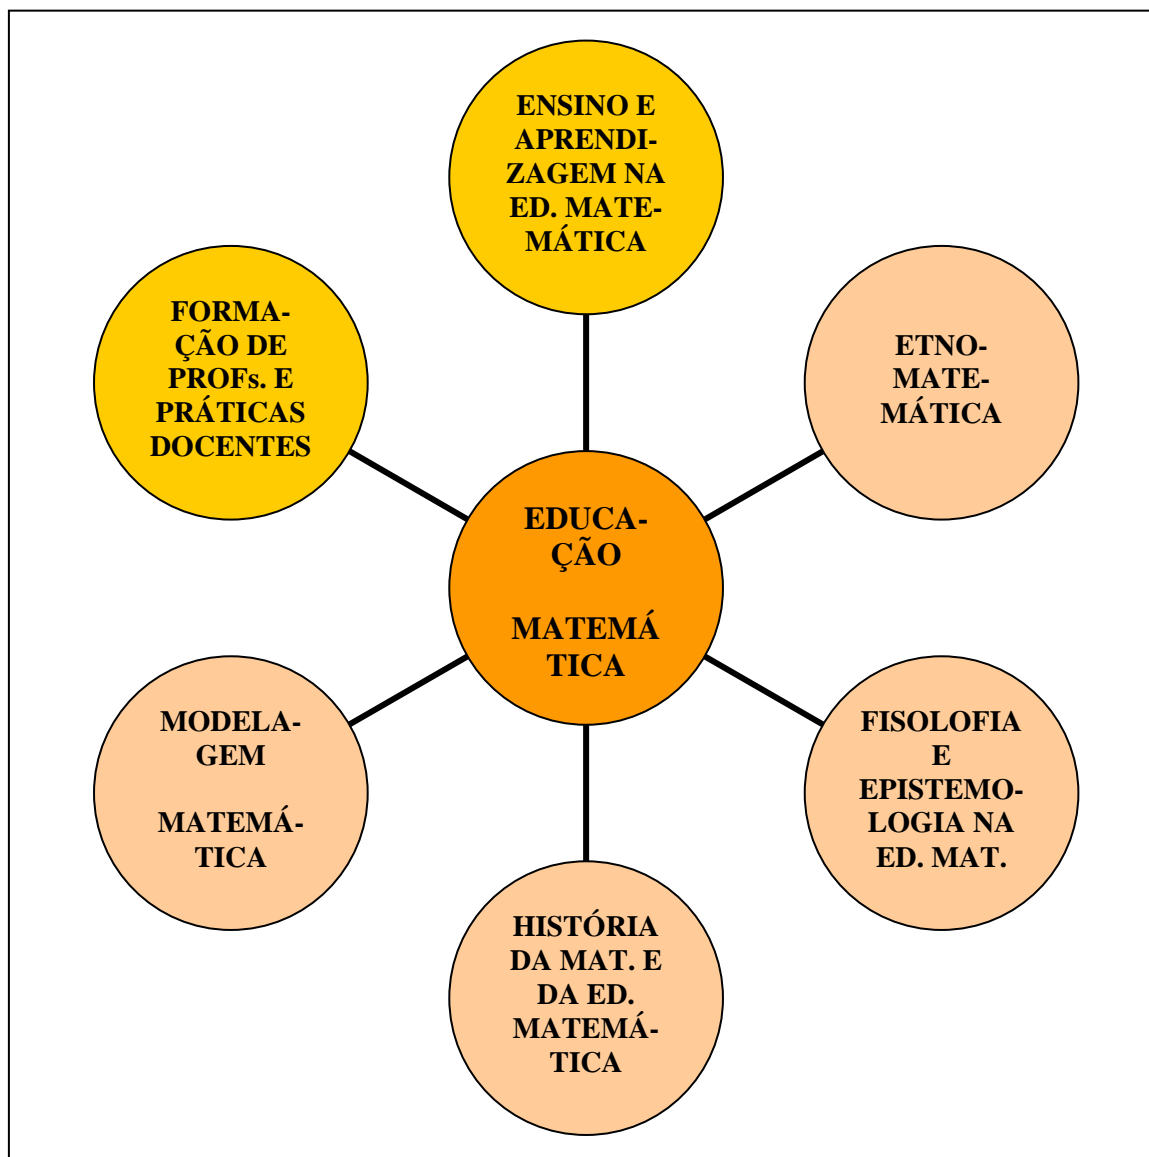 ENSINO E
APRENDI-
ZAGEM NA
ED. MATE-
MÁTICA
FORMA-
ÇÃO DE
PROFs. E
PRÁTICAS
DOCENTES
ETNO-
MATE-
MÁTICA
EDUCA-
ÇÃO
MATEMÁ
TICA
MODELA-
GEM
MATEMÁ-
TICA
FISOLOFIA
E
EPISTEMO-
LOGIA NA
ED. MAT.
HISTÓRIA
DA MAT. E
DA ED.
MATEMÁ-
TICA